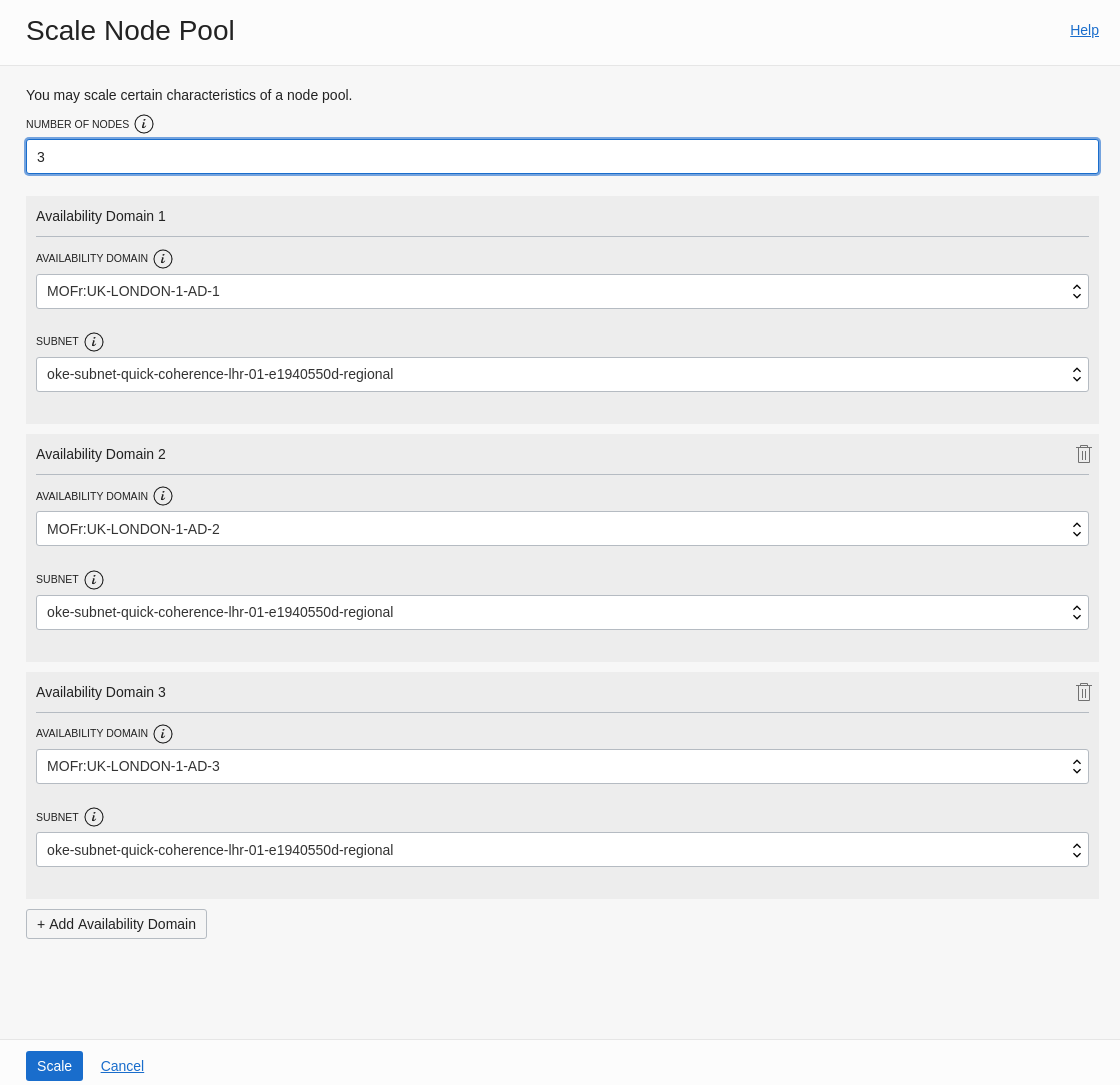 Scale Node Pool
Help
You may scale certain characteristics of a node pool.
NUMBER OF NODES i
3
Availability Domain 1
AVAILABILITY DOMAIN i
MOFr:UK-LONDON-1-AD-1
SUBNET i
oke-subnet-quick-coherence-lhr-01-e1940550d-regional
Availability Domain 2
AVAILABILITY DOMAIN i
MOFr:UK-LONDON-1-AD-2
SUBNET i
oke-subnet-quick-coherence-lhr-01-e1940550d-regional
Availability Domain 3
AVAILABILITY DOMAIN i
MOFr:UK-LONDON-1-AD-3
SUBNET i
oke-subnet-quick-coherence-lhr-01-e1940550d-regional
+ Add Availability Domain
Scale Cancel